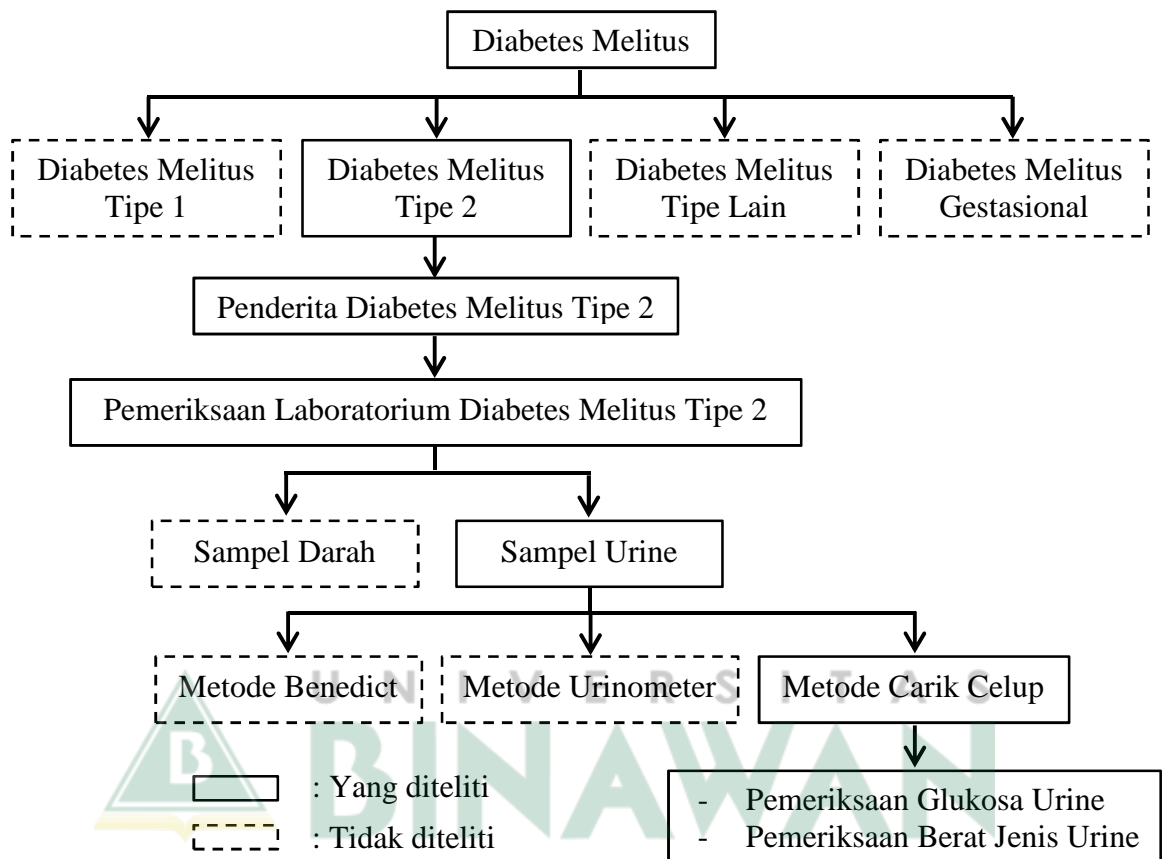 Diabetes Melitus
Diabetes Melitus
Tipe 1
Diabetes Melitus
Tipe 2
Diabetes Melitus
Tipe Lain
Diabetes Melitus
Gestasional
Penderita Diabetes Melitus Tipe 2
Pemeriksaan Laboratorium Diabetes Melitus Tipe 2
Sampel Darah
Sampel Urine
Metode Benedict
Metode Urinometer
Metode Carik Celup
UNIVERSITAS
BINAWAN
B
: Yang diteliti
: Tidak diteliti
- Pemeriksaan Glukosa Urine
- Pemeriksaan Berat Jenis Urine